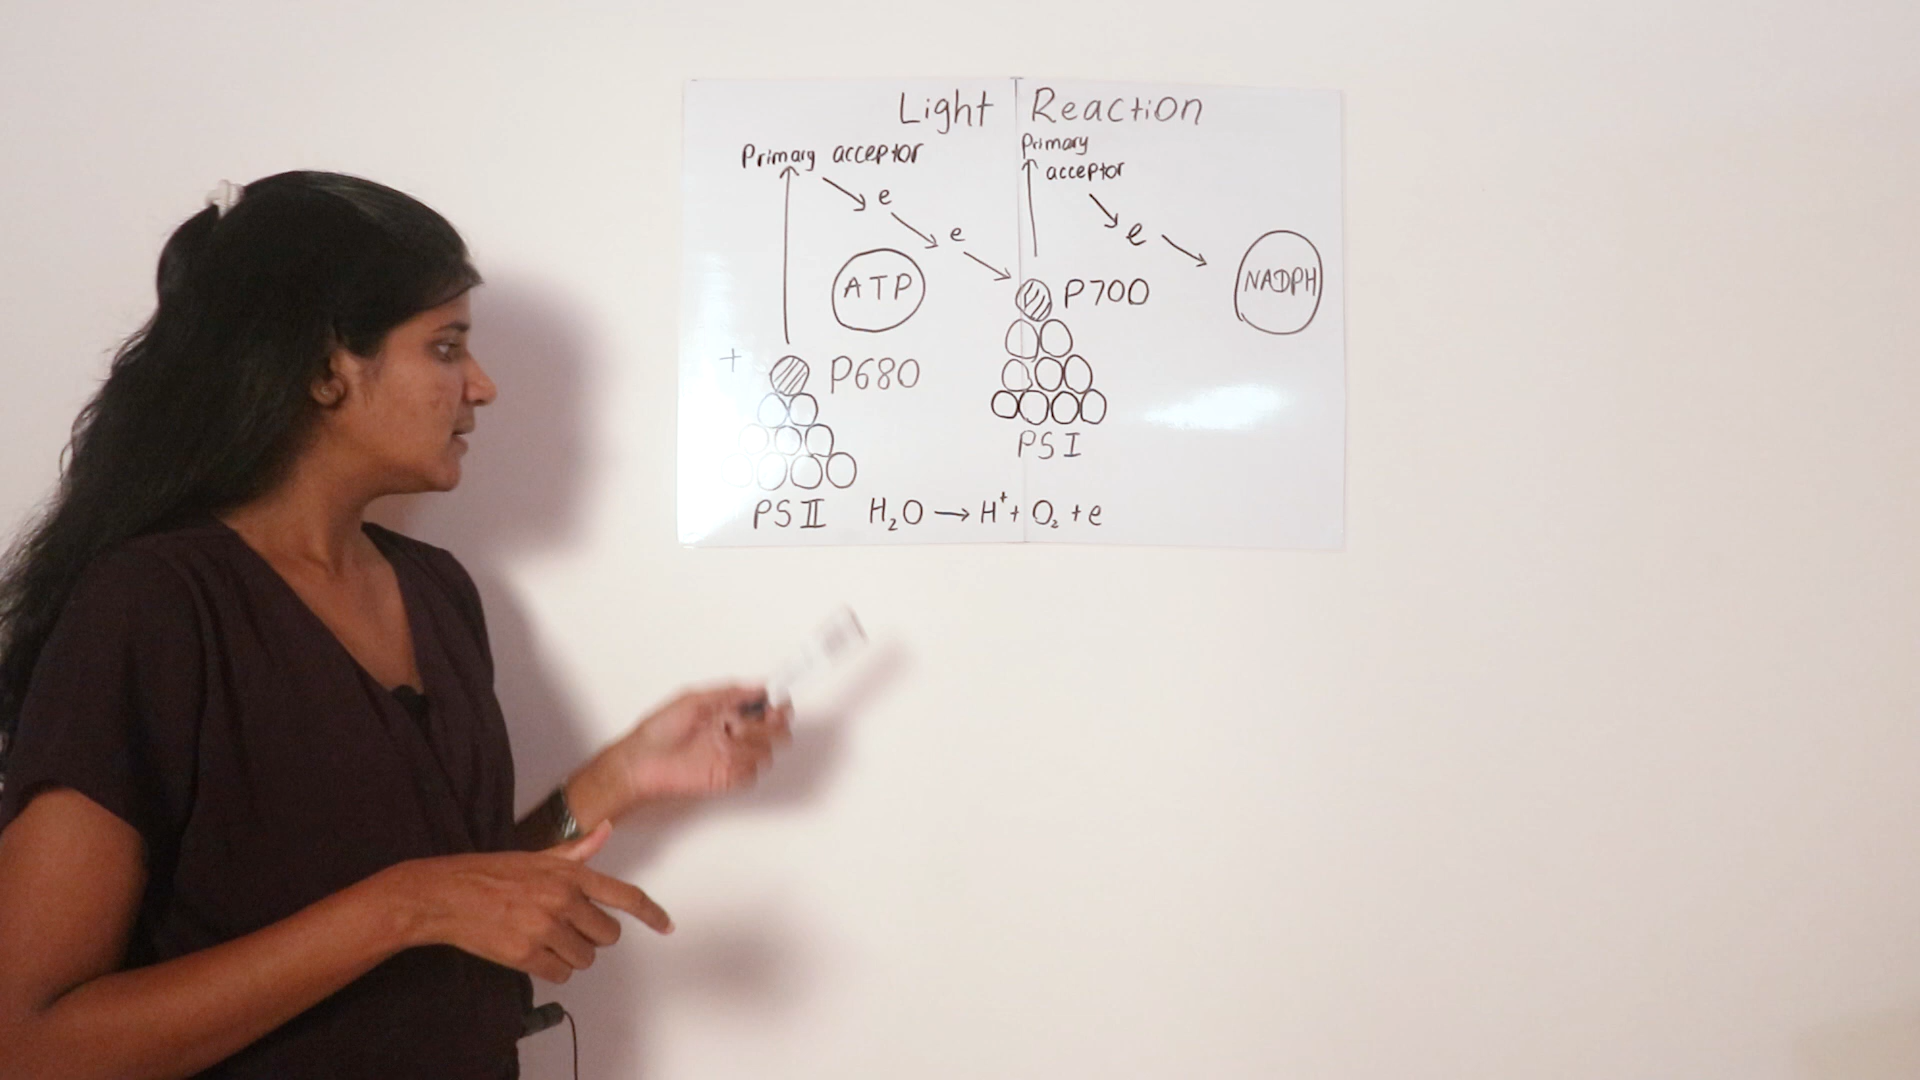 Light Reaction
Primary acceptor
e
e
ATP
+
P680
PS II
Primary
acceptor
e
NADPH
P700
PS I
H₂O → H⁺ + O₂ + e